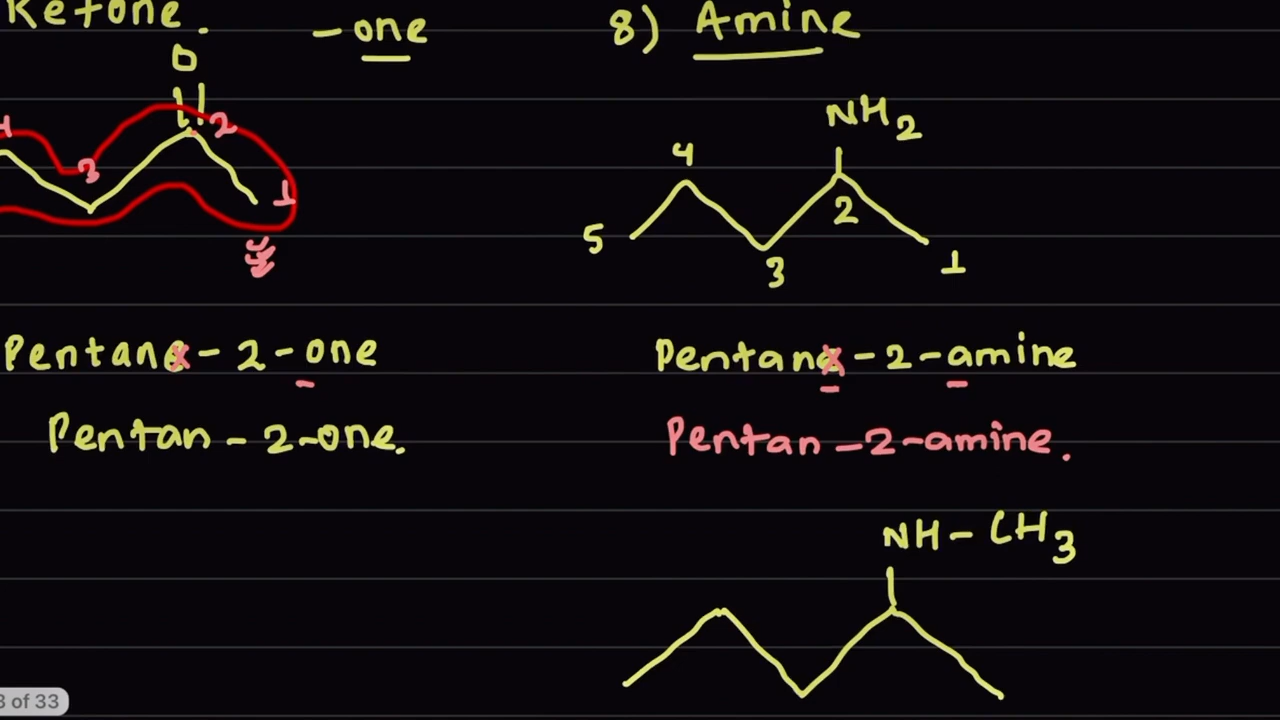 Ketone.
- one
O
4
3
2
1
Pentane - 2 - one
Pentan - 2 - one.
8) Amine
NH2
4
5
3
2
1
Pentane - 2 - amine
Pentan - 2 - amine.
NH - CH3
3 of 33